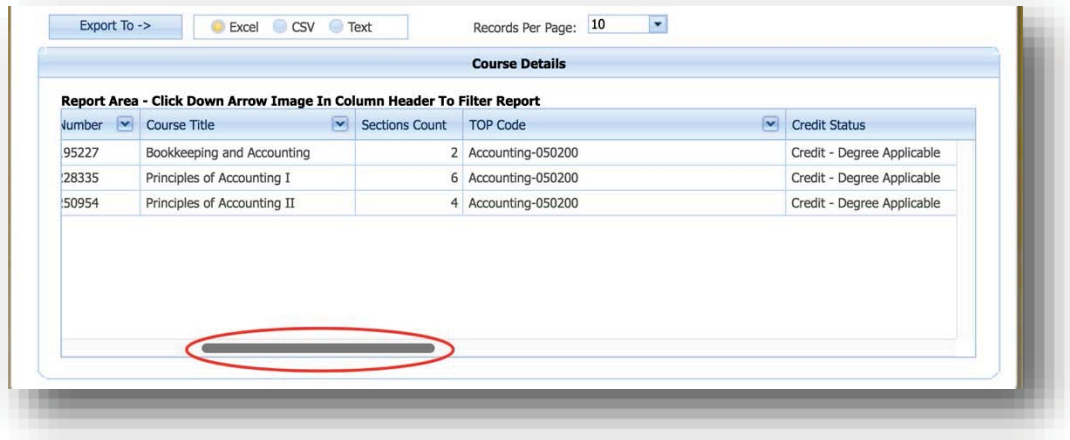 Export To -> Excel CSV Text Records Per Page: 10
Course Details
Report Area - Click Down Arrow Image In Column Header To Filter Report
Number Course Title Sections Count TOP Code Credit Status
95227 Bookkeeping and Accounting 2 Accounting-050200 Credit - Degree Applicable
28335 Principles of Accounting I 6 Accounting-050200 Credit - Degree Applicable
50954 Principles of Accounting II 4 Accounting-050200 Credit - Degree Applicable